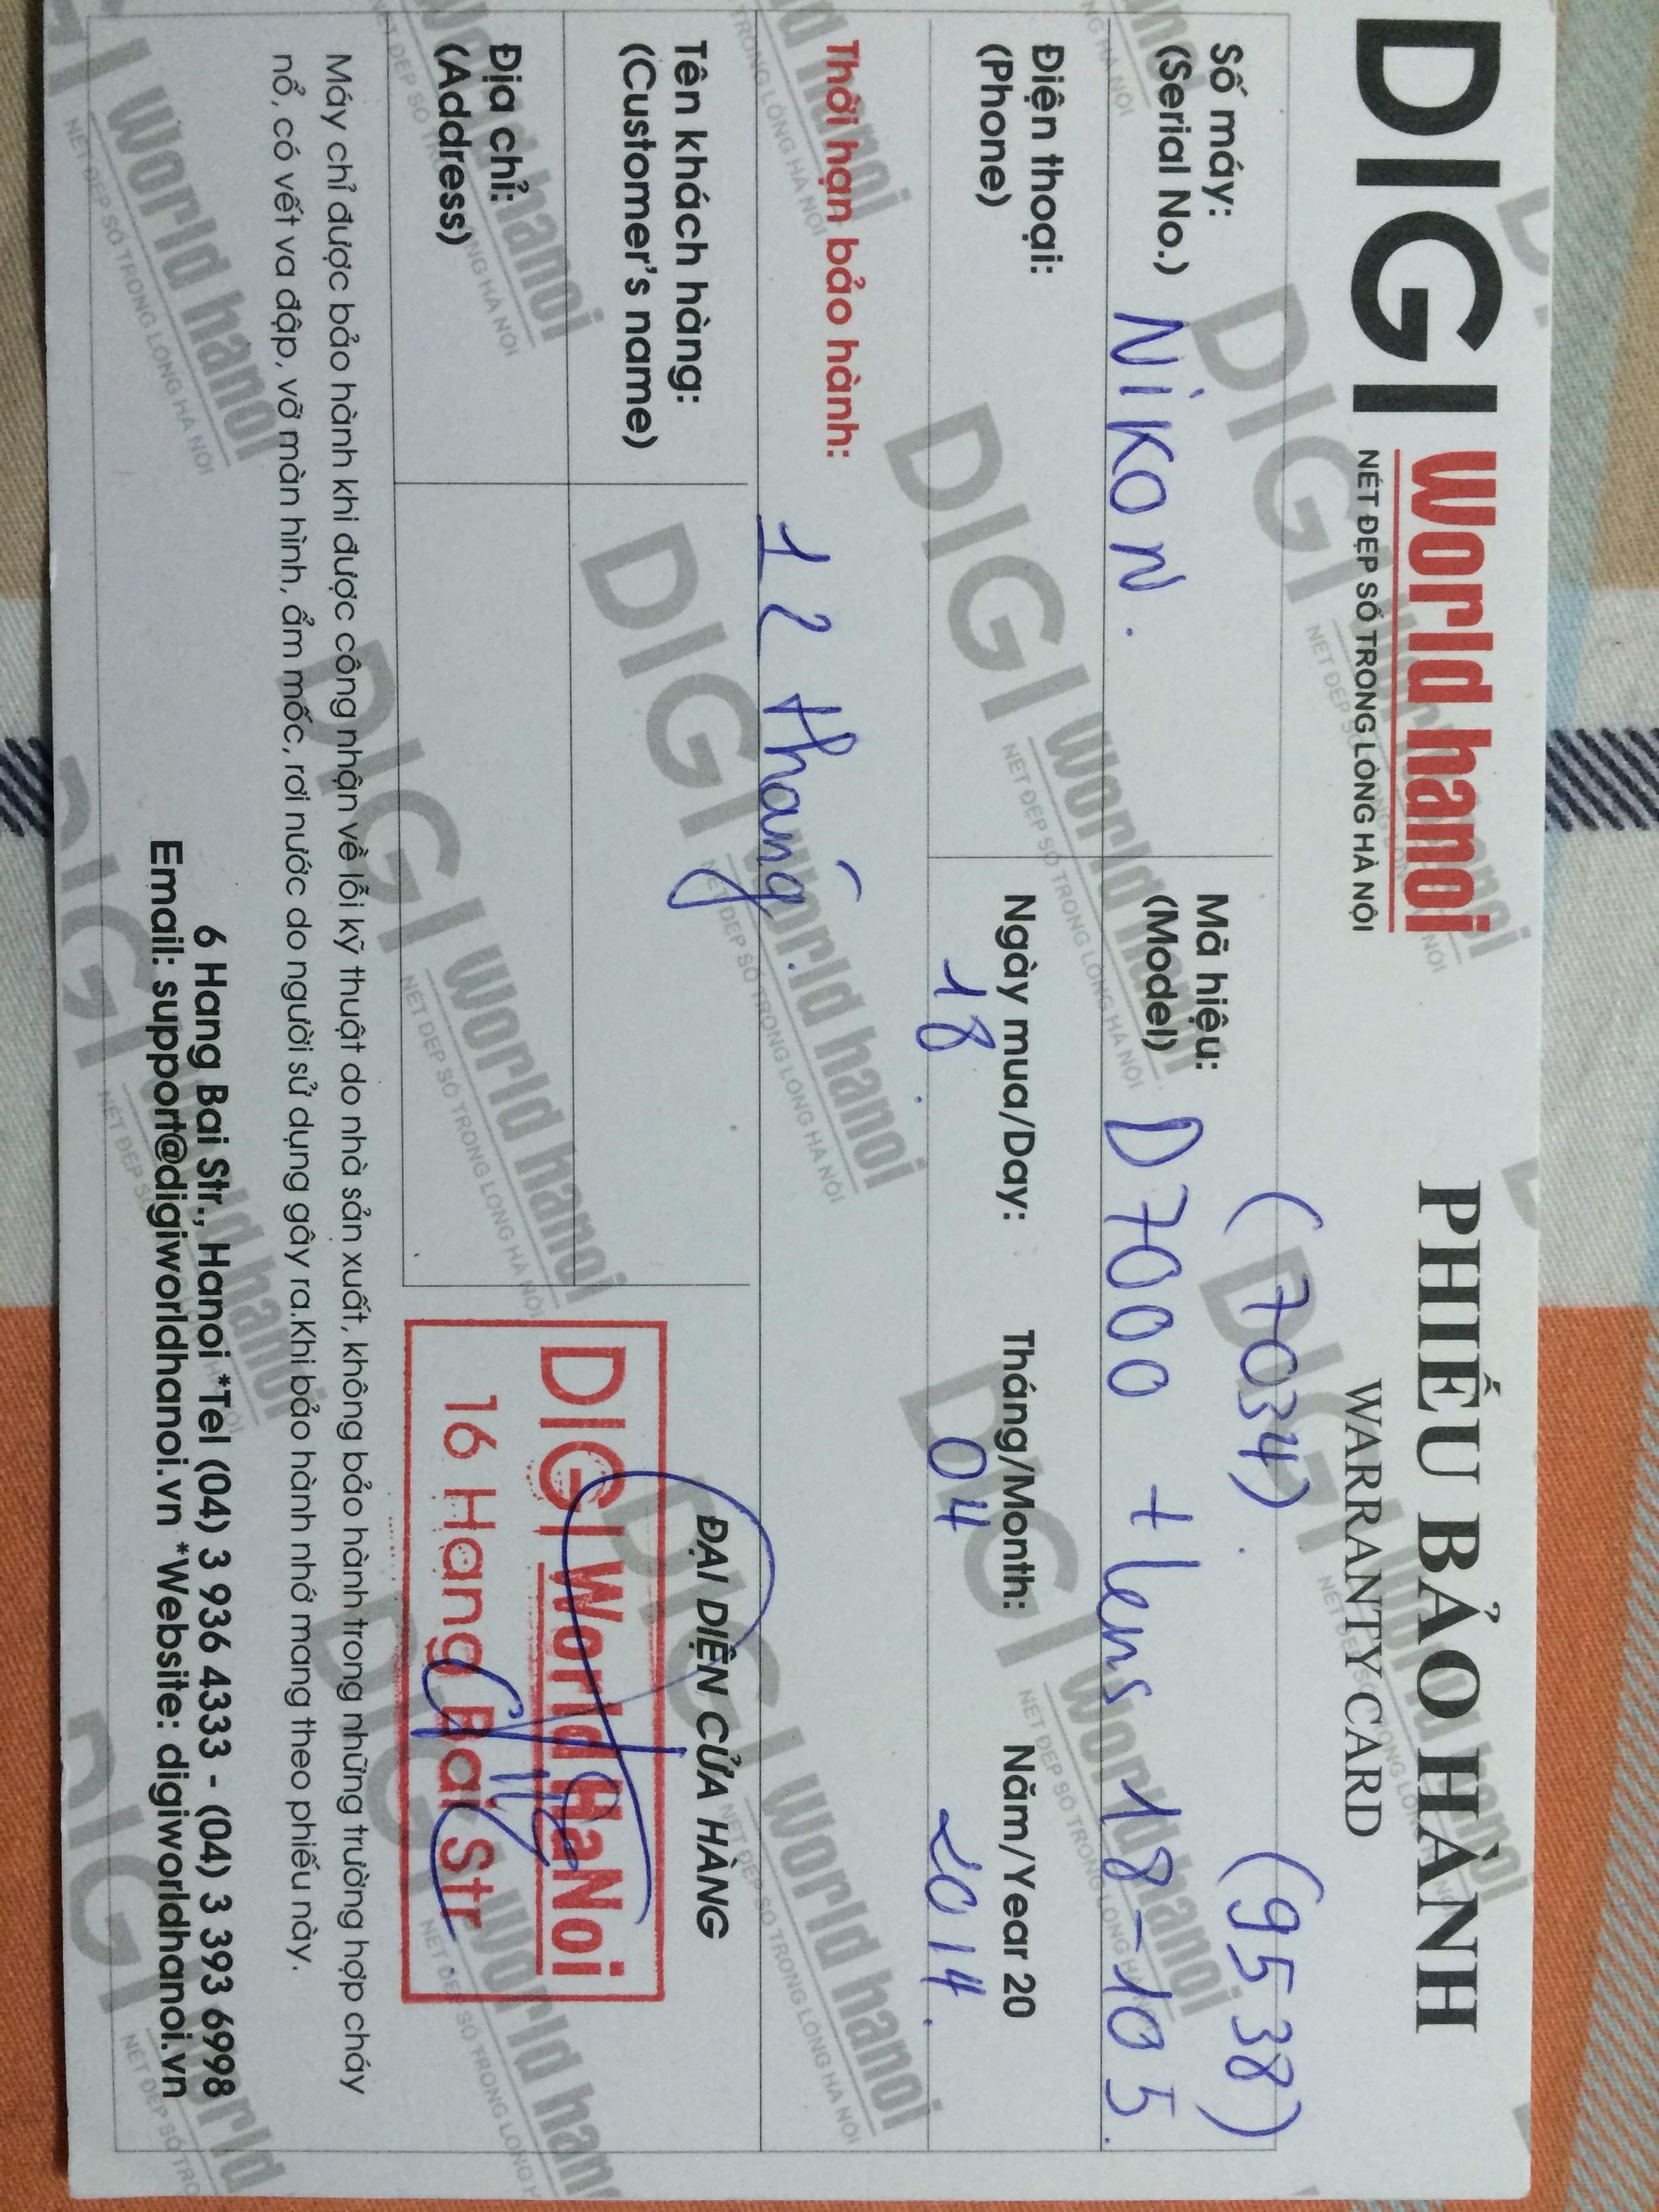 DIGI World hanoi
NÉT ĐẸP SỐ TRONG LÒNG HÀ NỘI
PHIẾU BẢO HÀNH
WARRANTY CARD
(7034) (9538)
Số máy: Mã hiệu:
(Serial No.) NiKON. (Model) D7000 + lens 18-105.
Điện thoại: Ngày mua/Day: Tháng/Month: Năm/Year 20
(Phone) 18 04 2014.
Thời hạn bảo hành: 12 tháng.
Tên khách hàng:
(Customer's name)
ĐẠI DIỆN CỬA HÀNG
Địa chỉ:
(Address)
DIGI World HaNoi
16 Hang Bai Str
Máy chỉ được bảo hành khi được công nhận về lỗi kỹ thuật do nhà sản xuất, không bảo hành trong những trường hợp cháy
nổ, có vết va đập, vỡ màn hình, ẩm mốc, rơi nước do người sử dụng gây ra.Khi bảo hành nhớ mang theo phiếu này.
6 Hang Bai Str., Hanoi *Tel (04) 3 936 4333 - (04) 3 393 6998
Email: support@digiworldhanoi.vn *Website: digiworldhanoi.vn